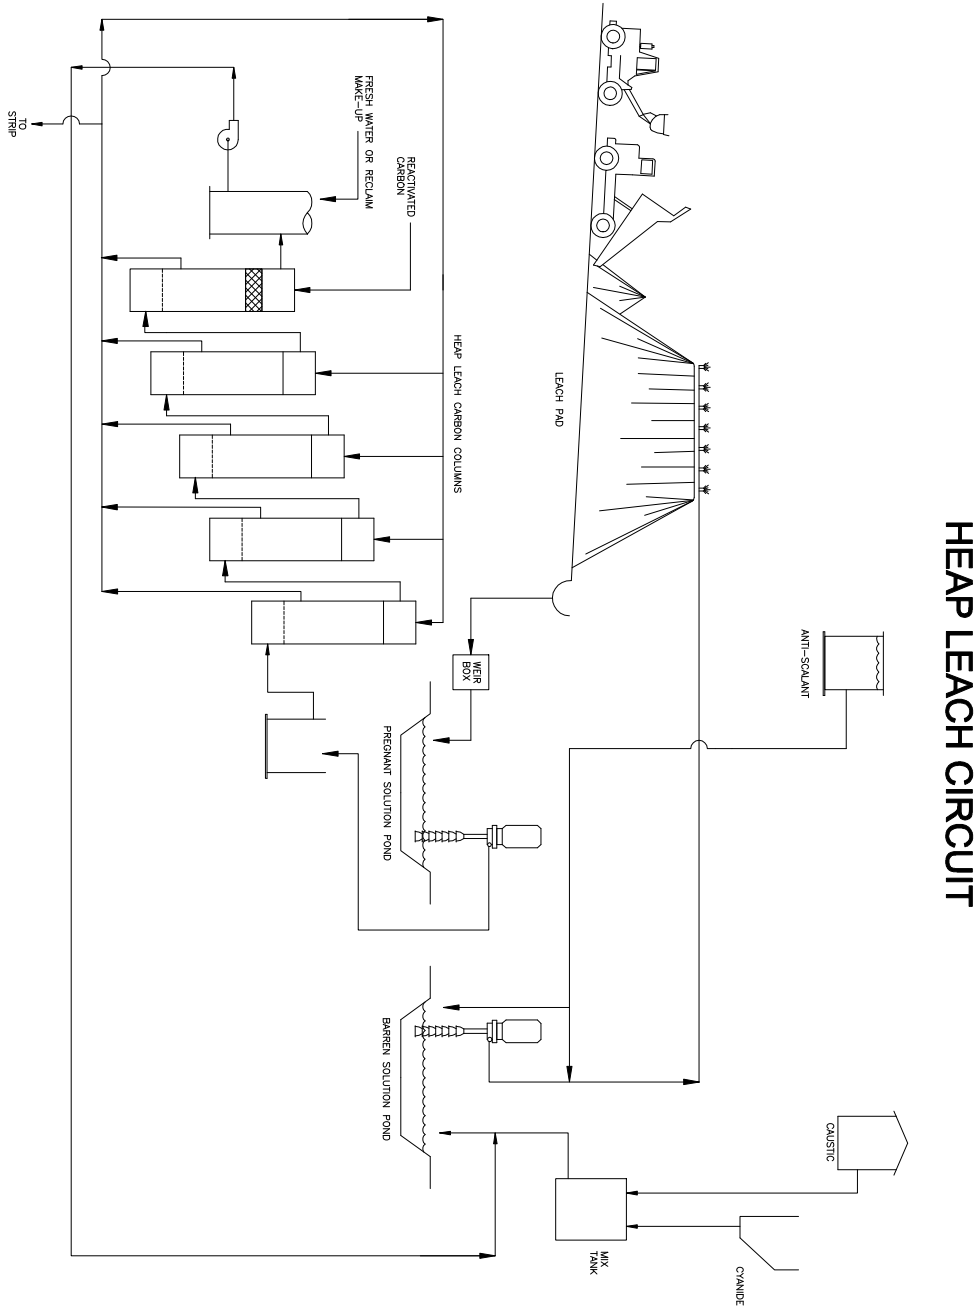 HEAP LEACH CIRCUIT
ANTI-SCALANT
CAUSTIC
CYANIDE
MIX
TANK
LEACH PAD
WEIR
BOX
PREGNANT SOLUTION POND
BARREN SOLUTION POND
HEAP LEACH CARBON COLUMNS
REACTIVATED
CARBON
FRESH WATER OR RECLAIM
MAKE-UP
TO
STRIP